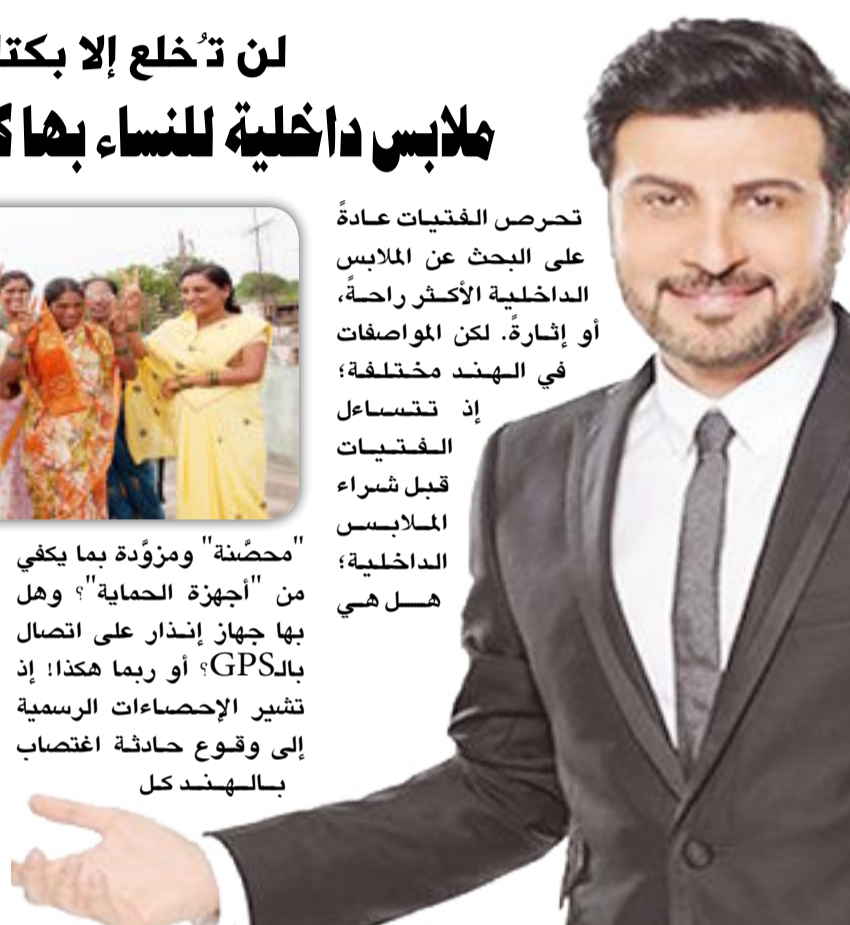 لن تُخلع إلا
ملابس داخلية للنساء بها
تحرص الفتيات عادةً
على البحث عن الملابس
الداخلية الأكثر راحةً،
أو إثارةً. لكن المواصفات
في الهند مختلفة؛
إذ تتساءل
الفتيات
قبل شراء
الملابس
الداخلية؛
هل هي
"محصَّنة" ومزوَّدة بما يكفي
من "أجهزة الحماية"؟ وهل
بها جهاز إنذار على اتصال
بالـGPS؟ أو ربما هكذا! إذ
تشير الإحصاءات الرسمية
إلى وقوع حادثة اغتصاب
بالهند كل